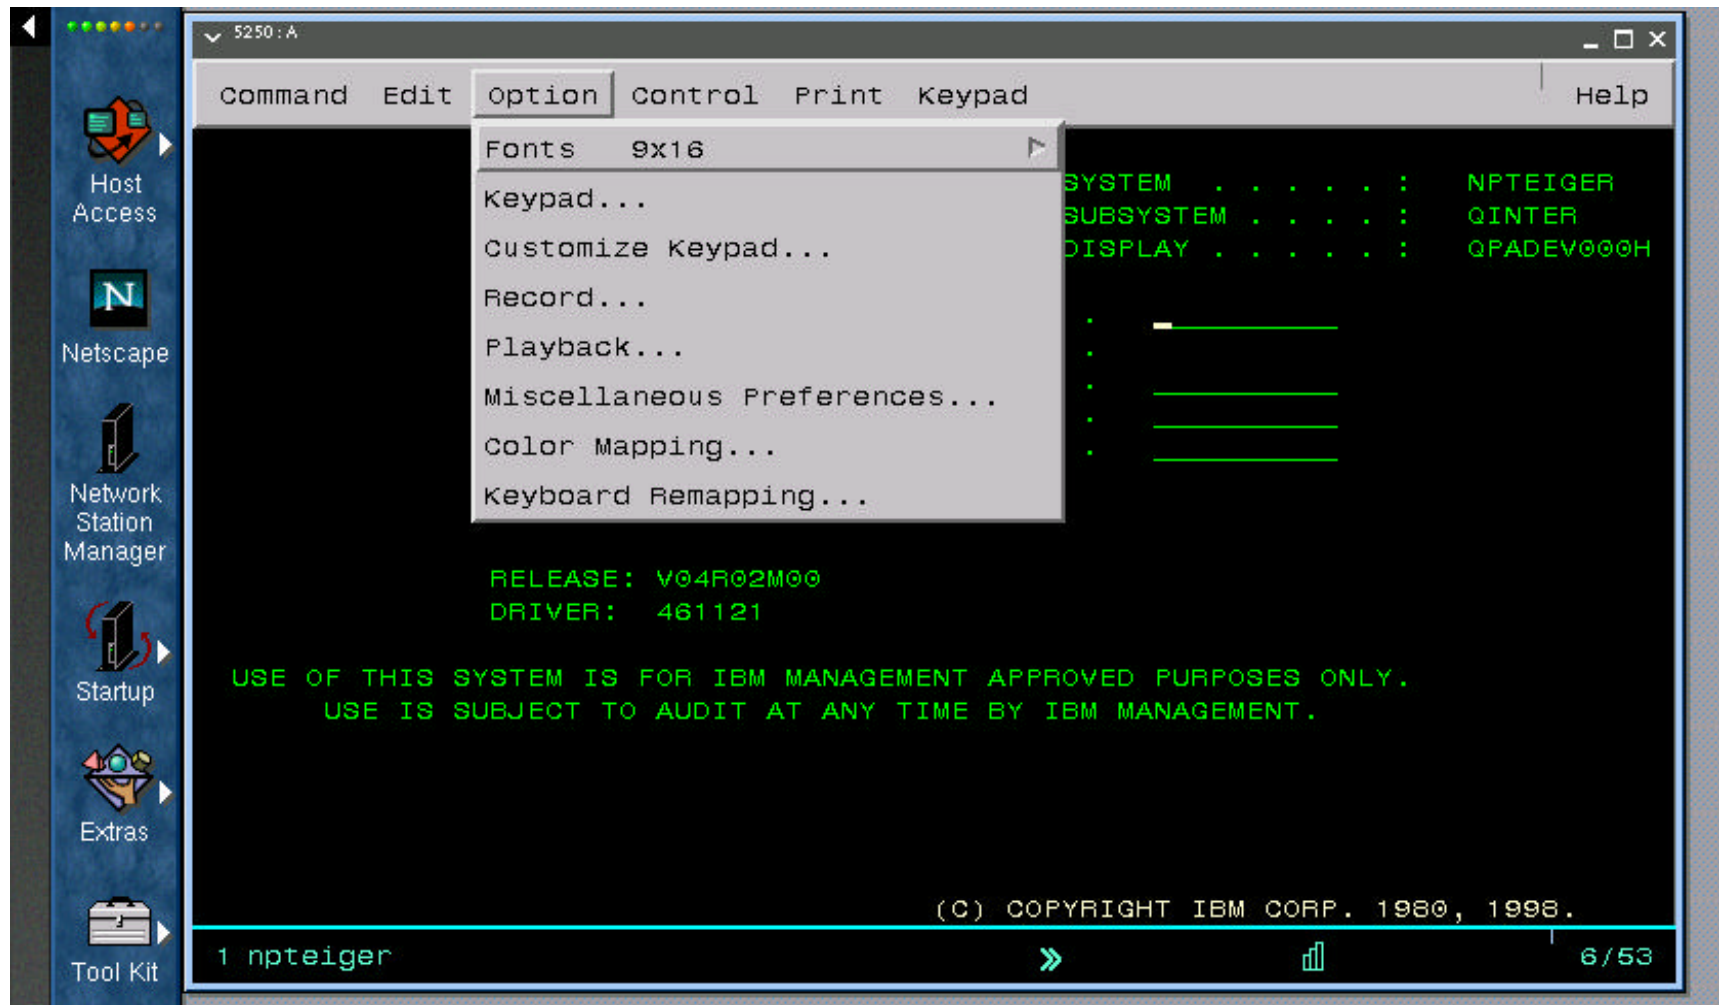 5250:A
Command Edit Option Control Print Keypad Help
Fonts 9x16
Keypad...
Customize Keypad...
Record...
Playback...
Miscellaneous Preferences...
Color Mapping...
Keyboard Remapping...
SYSTEM . . . . . : NPTEIGER
SUBSYSTEM . . . . : QINTER
DISPLAY . . . . . : QPADEV000H
RELEASE: V04R02M00
DRIVER: 461121
USE OF THIS SYSTEM IS FOR IBM MANAGEMENT APPROVED PURPOSES ONLY.
USE IS SUBJECT TO AUDIT AT ANY TIME BY IBM MANAGEMENT.
(C) COPYRIGHT IBM CORP. 1980, 1998.
1 npteiger 6/53
Host
Access
N
Netscape
Network
Station
Manager
Startup
Extras
Tool Kit